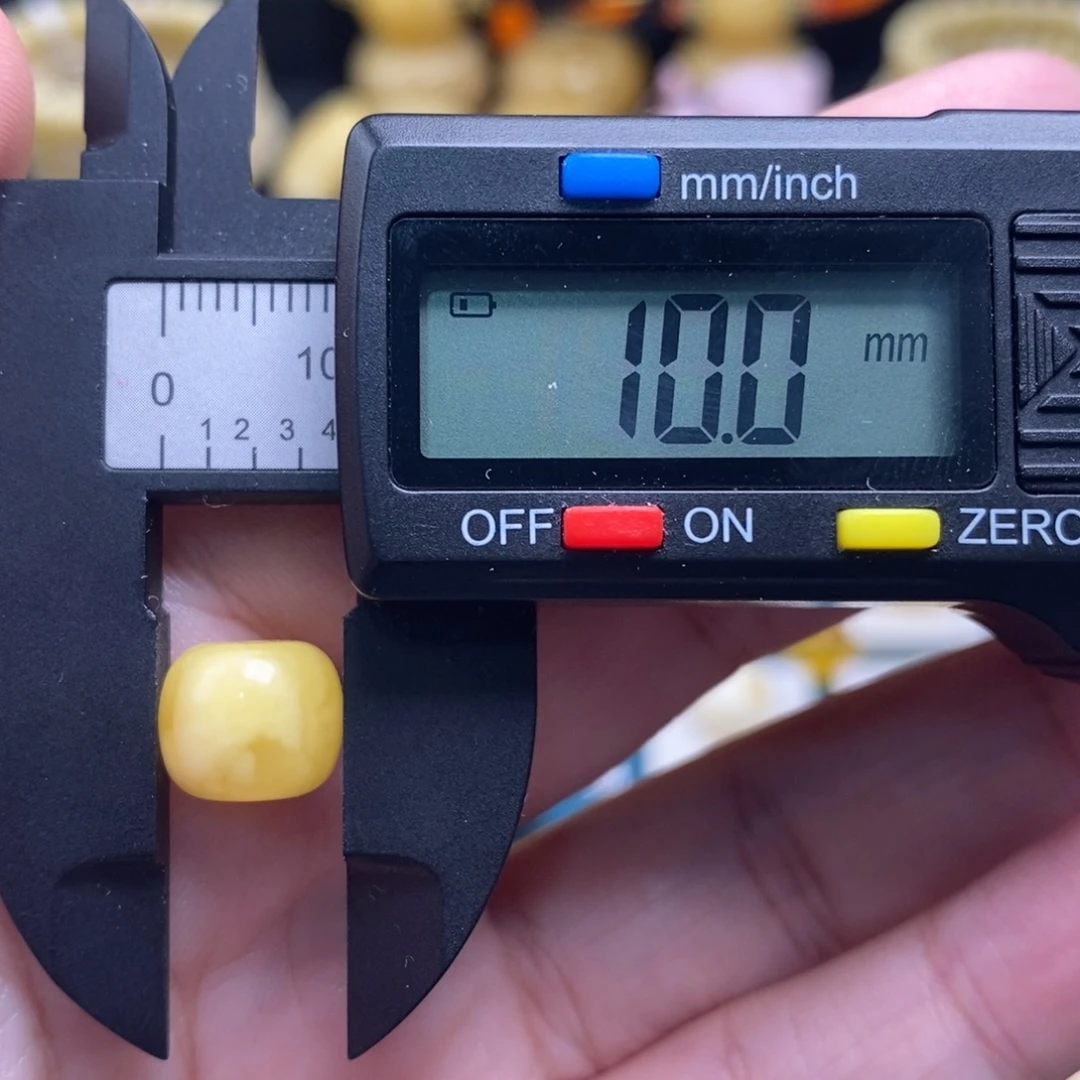 mm/inch
10.0 mm
0 10
1 2 3 4
OFF ON ZERO